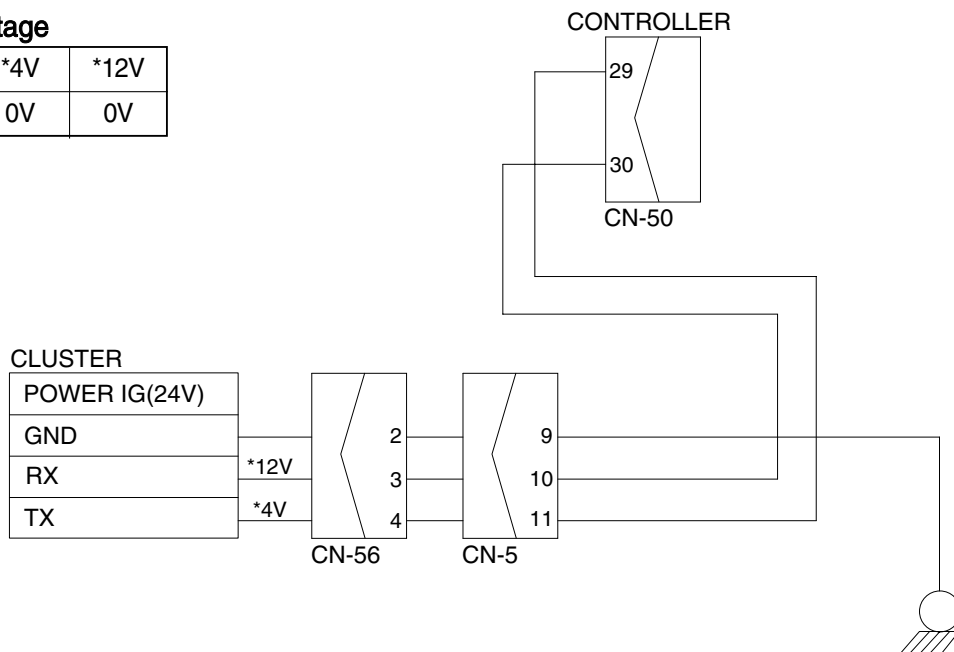 CONTROLLER
*4V *12V
0V 0V
29
30
CN-50
CLUSTER
POWER IG(24V)
GND
RX
TX
*12V
*4V
2
3
4
CN-56
9
10
11
CN-5